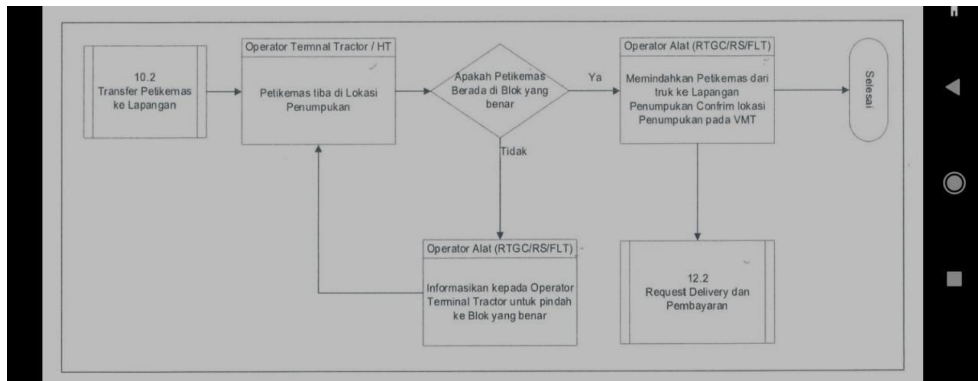 10.2
Transfer Petikemas
ke Lapangan
Operator Temnal Tractor / HT
Petikemas tiba di Lokasi
Penumpukan
Apakah Petikemas
Berada di Blok yang
benar
Ya
Tidak
Operator Alat (RTGC/RS/FLT)
Memindahkan Petikemas dari
truk ke Lapangan
Penumpukan Confrim lokasi
Penumpukan pada VMT
Selesai
Operator Alat (RTGC/RS/FLT)
Informasikan kepada Operator
Terminal Tractor untuk pindah
ke Blok yang benar
12.2
Request Delivery dan
Pembayaran